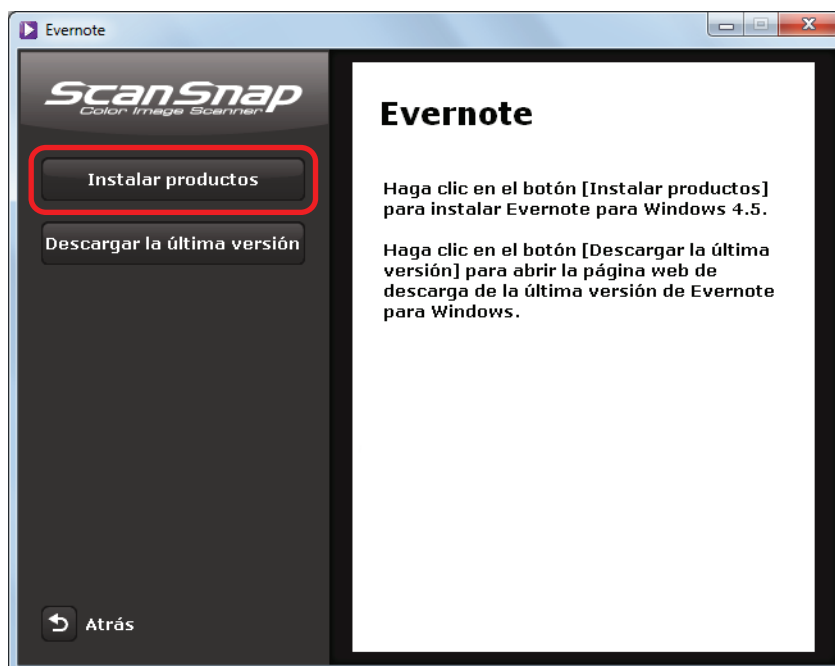 Evernote
ScanSnap
Color Image Scanner
Instalar productos
Descargar la última versión
Atrás
Evernote
Haga clic en el botón [Instalar productos]
para instalar Evernote para Windows 4.5.
Haga clic en el botón [Descargar la última
versión] para abrir la página web de
descarga de la última versión de Evernote
para Windows.